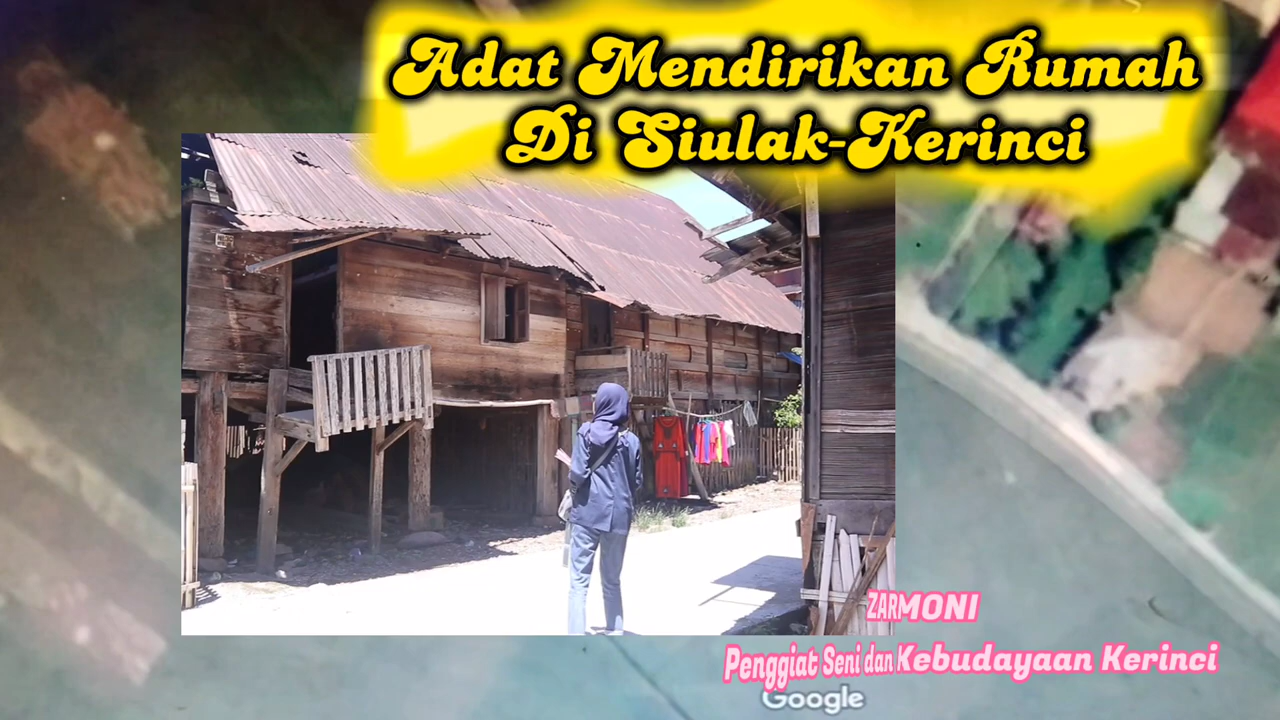 Adat Mendirikan Rumah
Di Siulak-Kerinci
ZARMONI
Penggiat Seni dan Kebudayaan Kerinci
Google